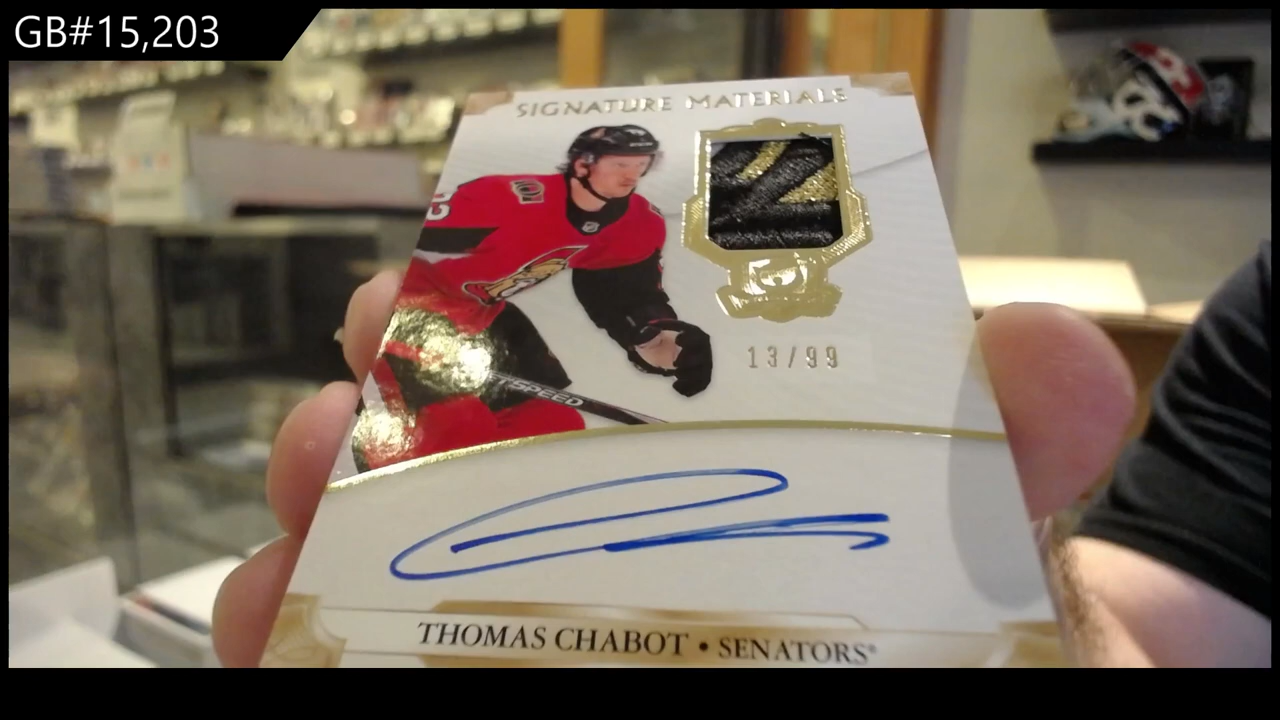 GB#15,203
SIGNATURE MATERIALS
13/99
SPEED
THOMAS CHABOT • SENATORS®